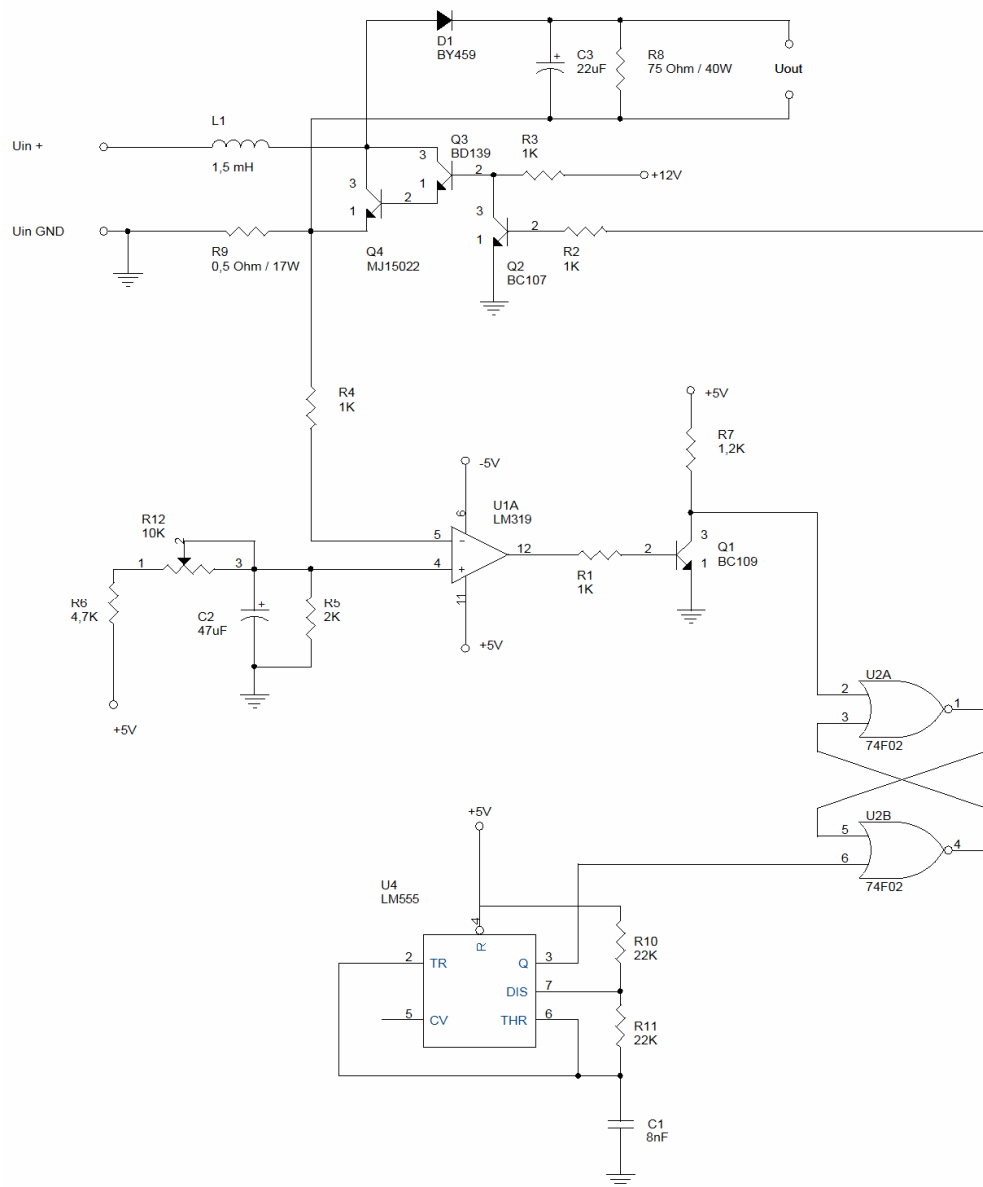 D1
BY459
C3
22uF
R8
75 Ohm / 40W
Uout
L1
Uin +
1,5 mH
Q3
BD139
R3
1K
3
2
+12V
1
3
2
1
3
2
1
Uin GND
R9
0,5 Ohm / 17W
Q4
MJ15022
Q2
BC107
R2
1K
R4
1K
+5V
R7
1,2K
-5V
6
U1A
LM319
R12
10K
2
5
12
2
3
1
Q1
BC109
1
3
4
R1
1K
11
R6
4,7K
C2
47uF
R5
2K
+5V
+5V
U2A
2
3
1
74F02
U2B
5
6
4
74F02
+5V
U4
LM555
4
R
2
TR
Q
3
DIS
7
5
CV
THR
6
R10
22K
R11
22K
C1
8nF